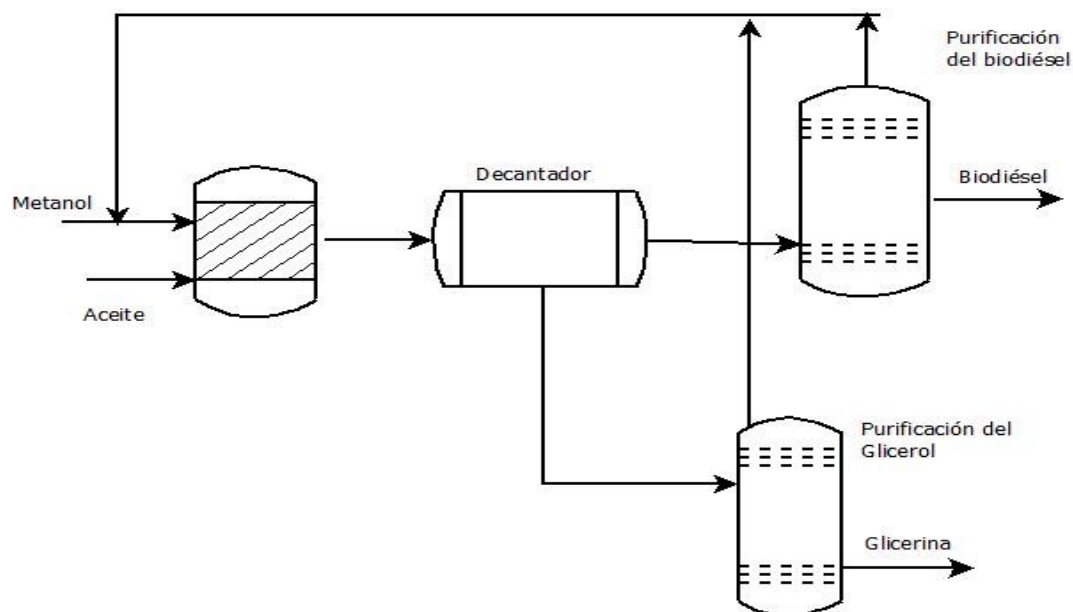 Purificación
del biodiésel
Decantador
Metanol
Biodiésel
Aceite
Purificación del
Glicerol
Glicerina